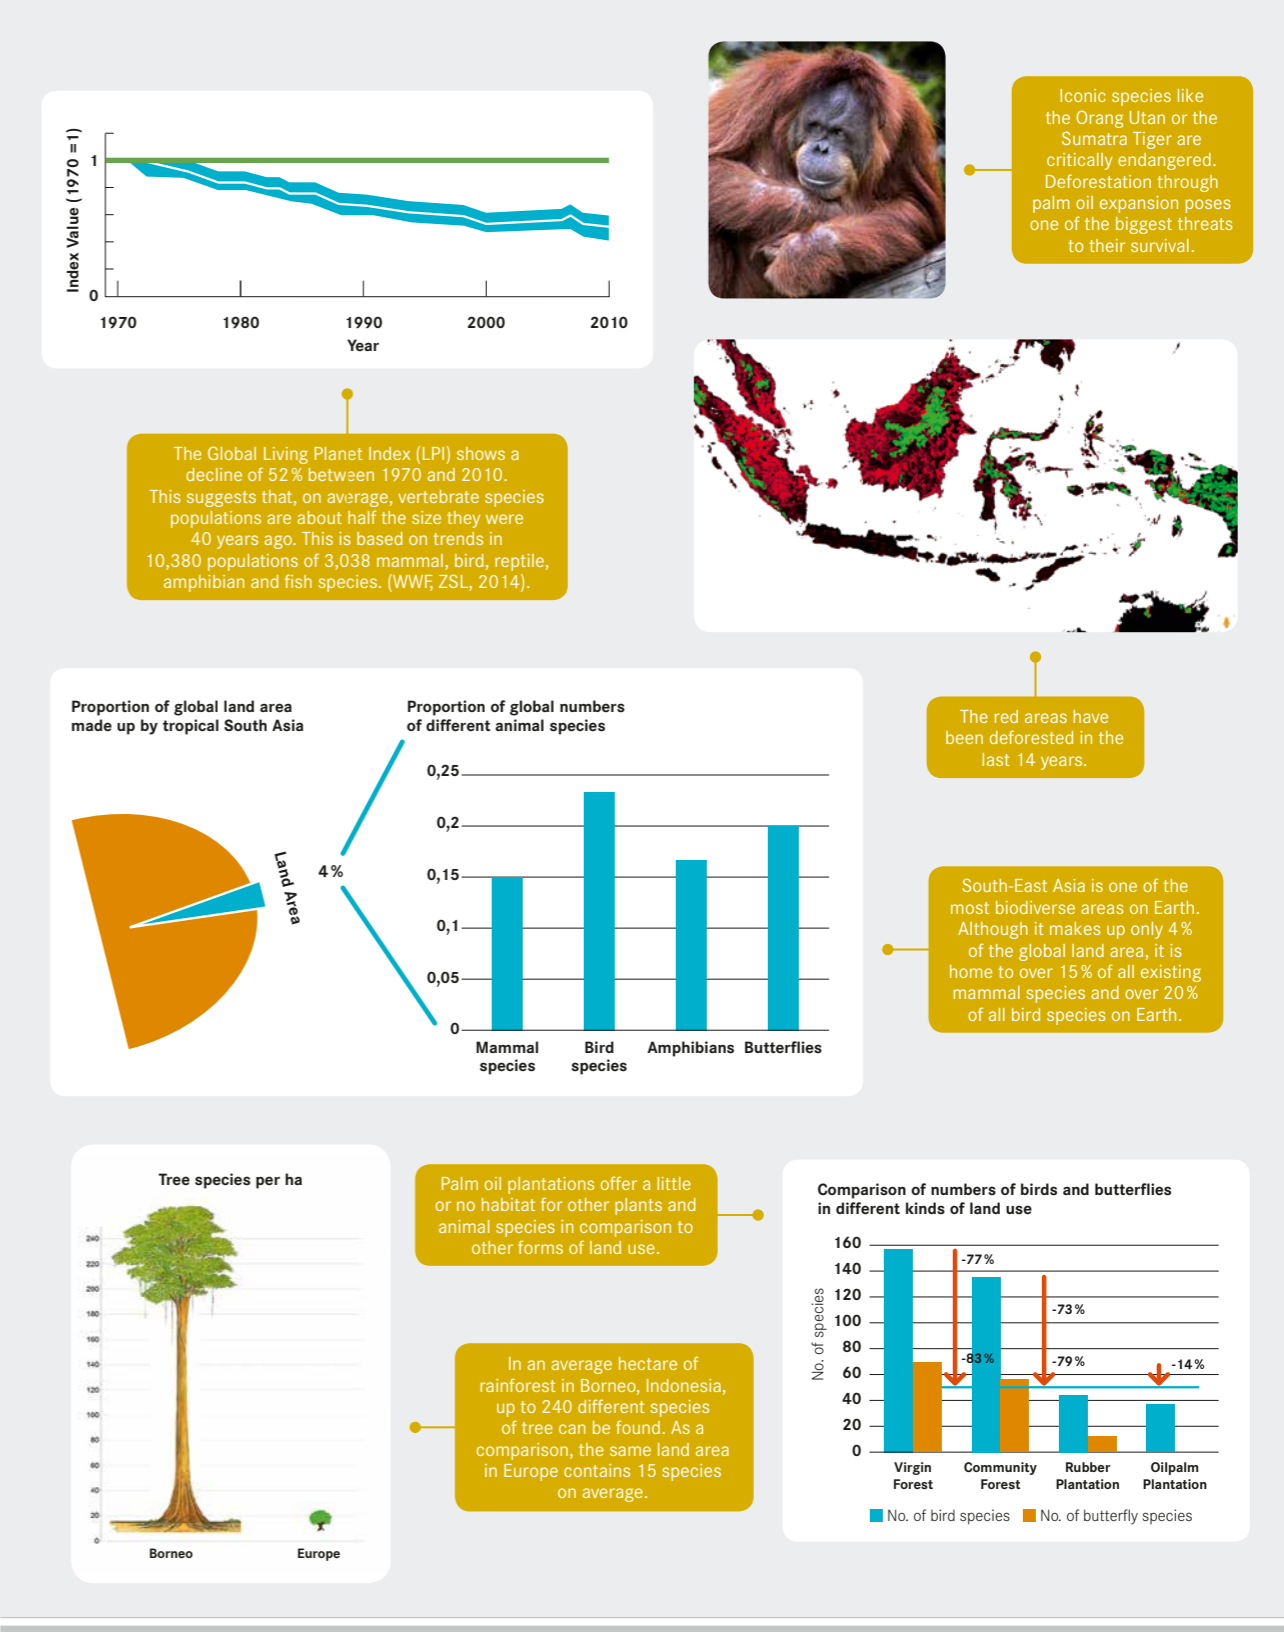 Index Value (1970 =1)
1
0
1970
1980
1990
2000
2010
Year
Iconic species like
the Orang Utan or the
Sumatra Tiger are
critically endangered.
Deforestation through
palm oil expansion poses
one of the biggest threats
to their survival.
The Global Living Planet Index (LPI) shows a
decline of 52% between 1970 and 2010.
This suggests that, on average, vertebrate species
populations are about half the size they were
40 years ago. This is based on trends in
10,380 populations of 3,038 mammal, bird, reptile,
amphibian and fish species. (WWF, ZSL, 2014).
The red areas have
been deforested in the
last 14 years.
Proportion of global land area
made up by tropical South Asia
Land Area
4%
Proportion of global numbers
of different animal species
0,25
0,2
0,15
0,1
0,05
0
Mammal
species
Bird
species
Amphibians
Butterflies
South-East Asia is one of the
most biodiverse areas on Earth.
Although it makes up only 4%
of the global land area, it is
home to over 15% of all existing
mammal species and over 20%
of all bird species on Earth.
Tree species per ha
240
220
200
180
160
140
120
100
80
60
40
20
0
Borneo
Europe
Palm oil plantations offer a little
or no habitat for other plants and
animal species in comparison to
other forms of land use.
In an average hectare of
rainforest in Borneo, Indonesia,
up to 240 different species
of tree can be found. As a
comparison, the same land area
in Europe contains 15 species
on average.
Comparison of numbers of birds and butterflies
in different kinds of land use
No. of species
160
140
120
100
80
60
40
20
0
-77%
-83%
-73%
-79%
-14%
Virgin
Forest
Community
Forest
Rubber
Plantation
Oilpalm
Plantation
No. of bird species
No. of butterfly species